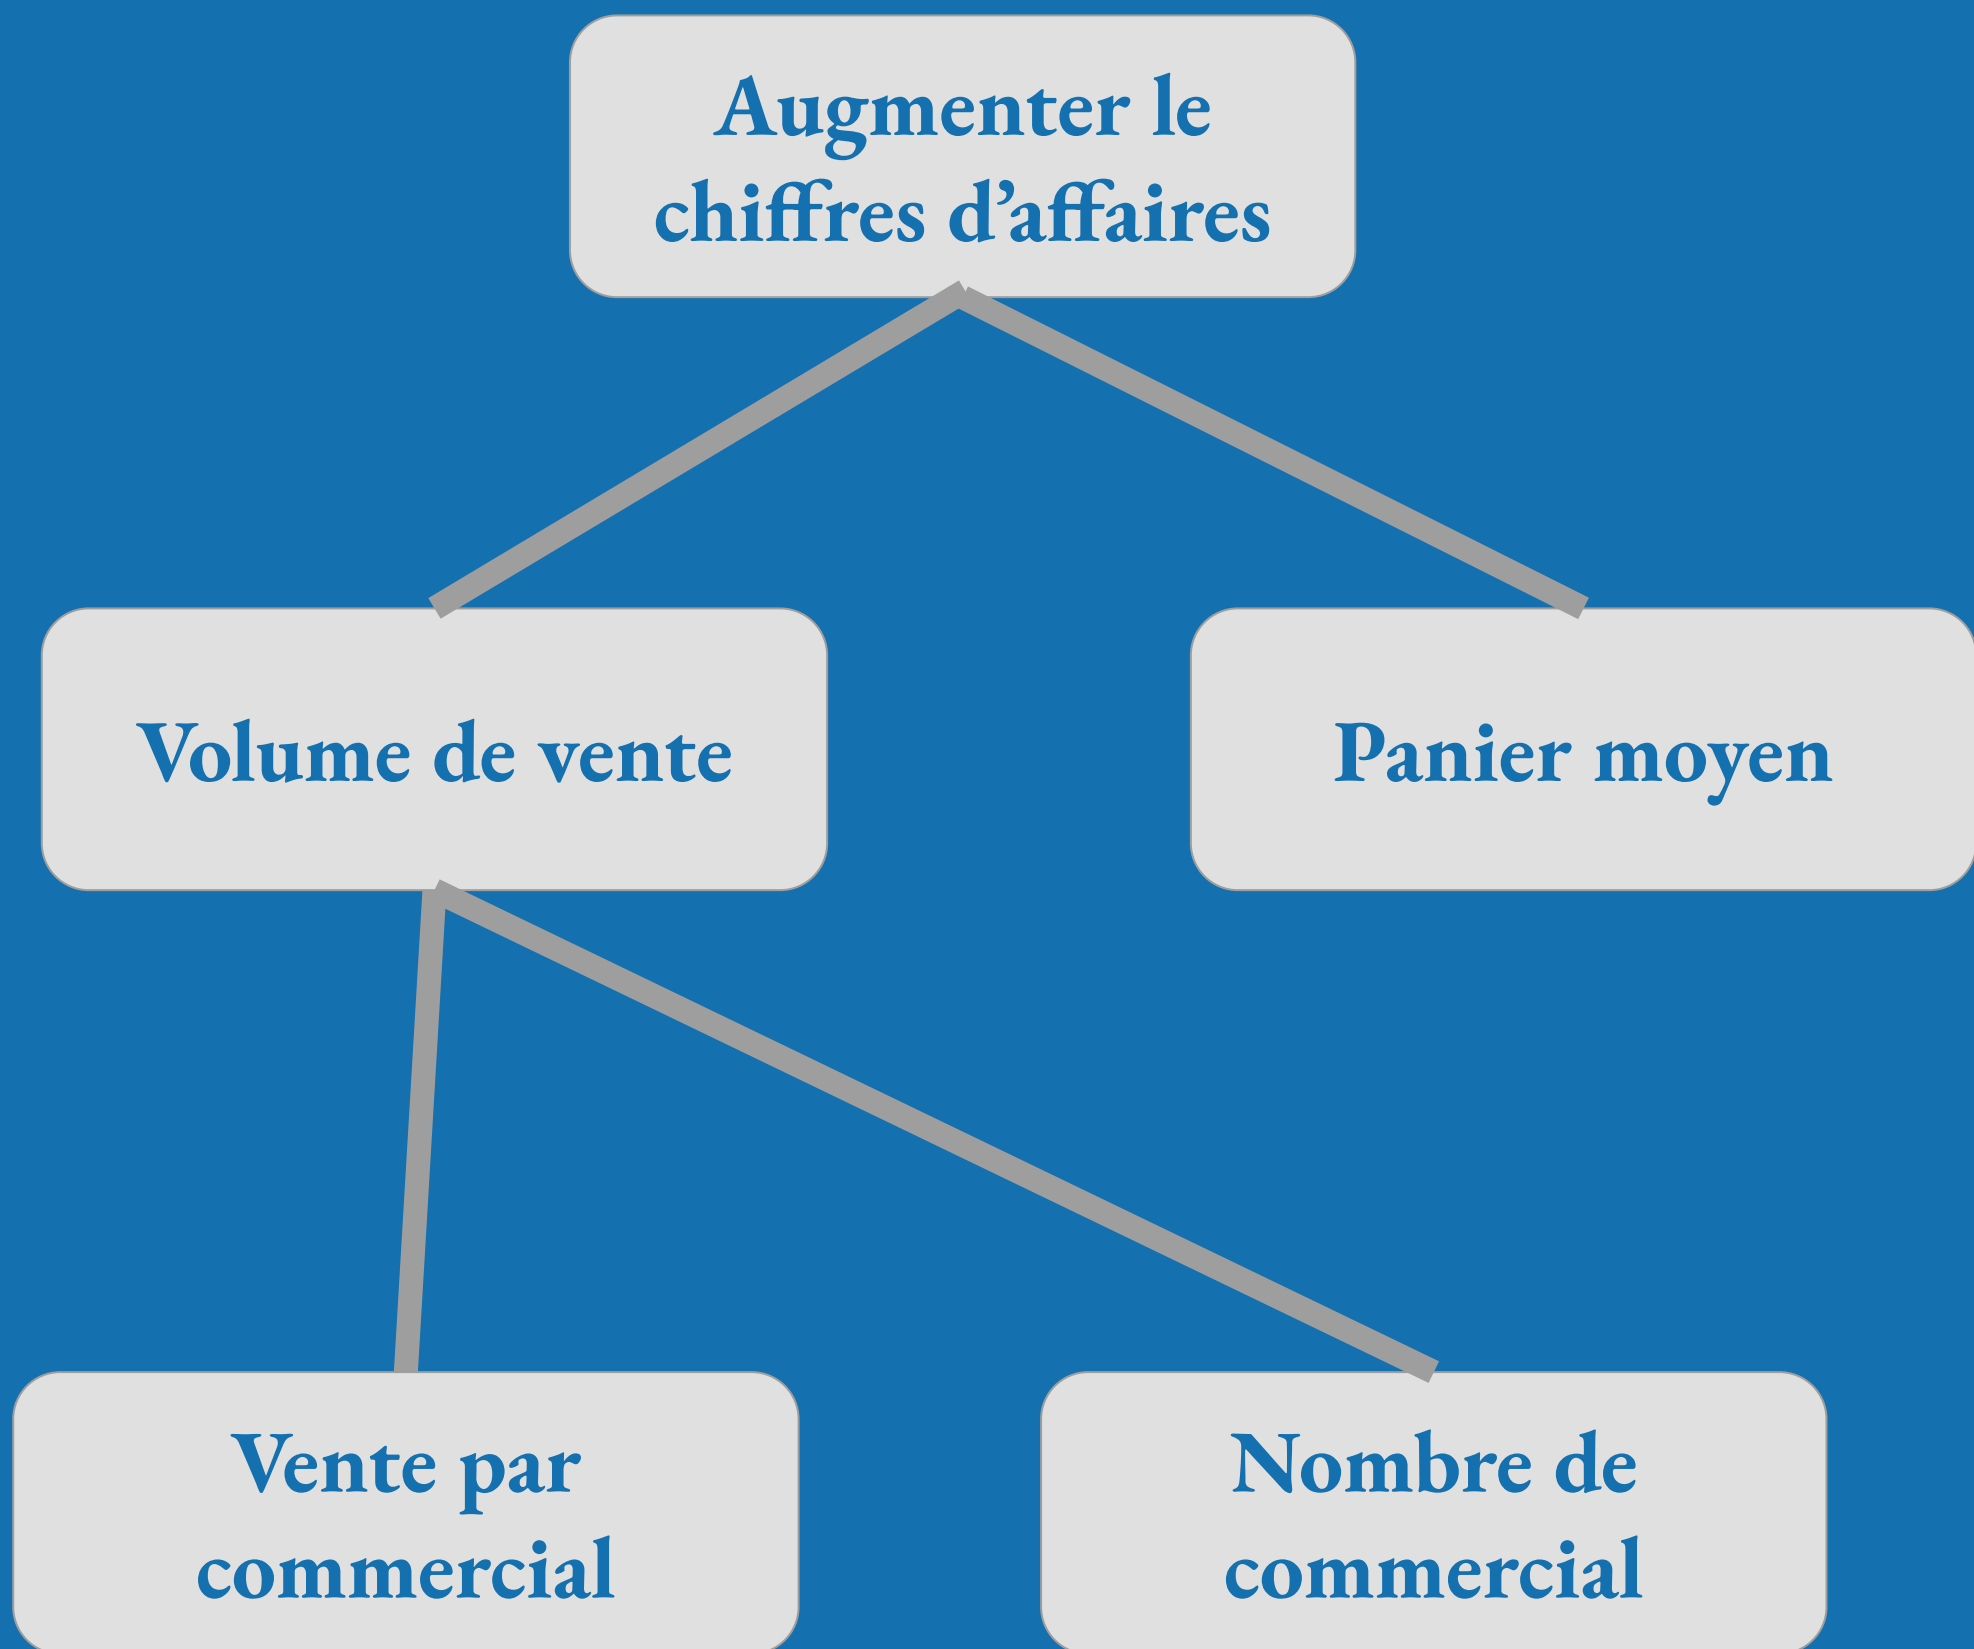 Augmenter le
chiffres d’affaires
Volume de vente
Panier moyen
Vente par
commercial
Nombre de
commercial